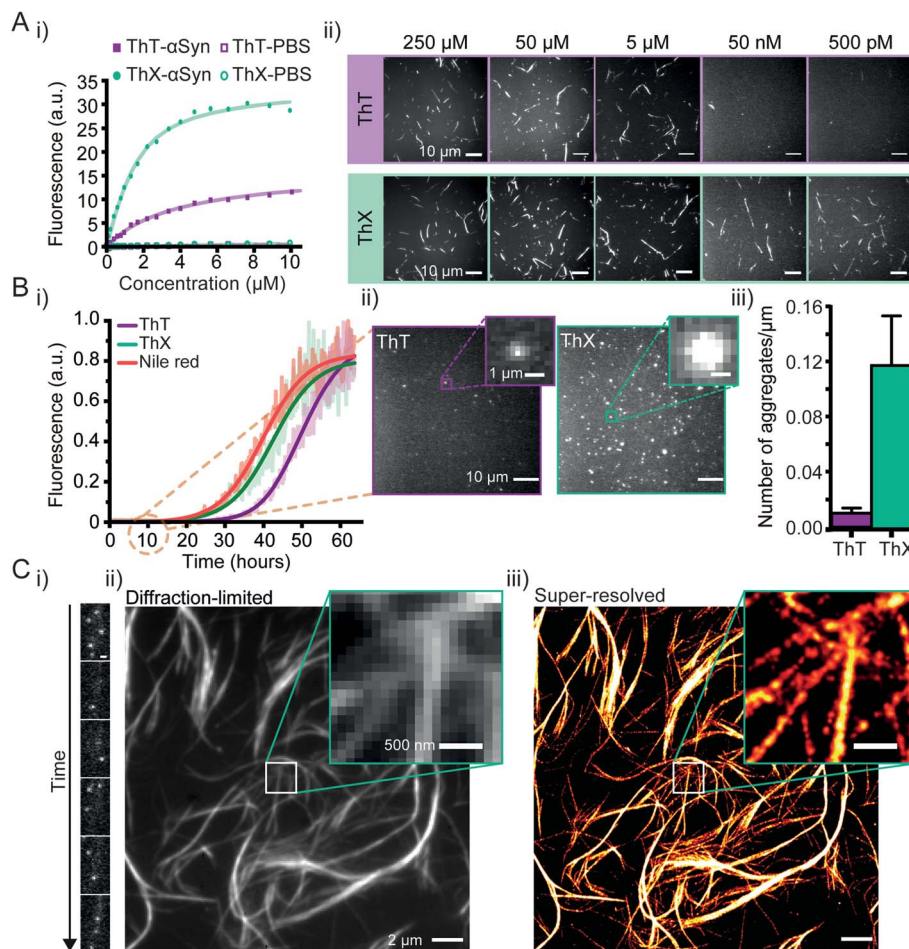 A
i)
ThT-αSyn ThT-PBS
ThX-αSyn ThX-PBS
Fluorescence (a.u.)
35
30
25
20
15
10
5
0
0 2 4 6 8 10
Concentration (µM)
ii)
250 µM 50 µM 5 µM 50 nM 500 pM
ThT
10 µm
ThX
10 µm
B
i)
ThT
ThX
Nile red
Fluorescence (a.u.)
1.0
0.8
0.6
0.4
0.2
0
0 10 20 30 40 50 60
Time (hours)
ii)
ThT
1 µm
10 µm
ThX
iii)
Number of aggregates/µm
0.16
0.12
0.08
0.04
0.00
ThT ThX
C
i)
Time
ii)
Diffraction-limited
500 nm
2 µm
iii)
Super-resolved